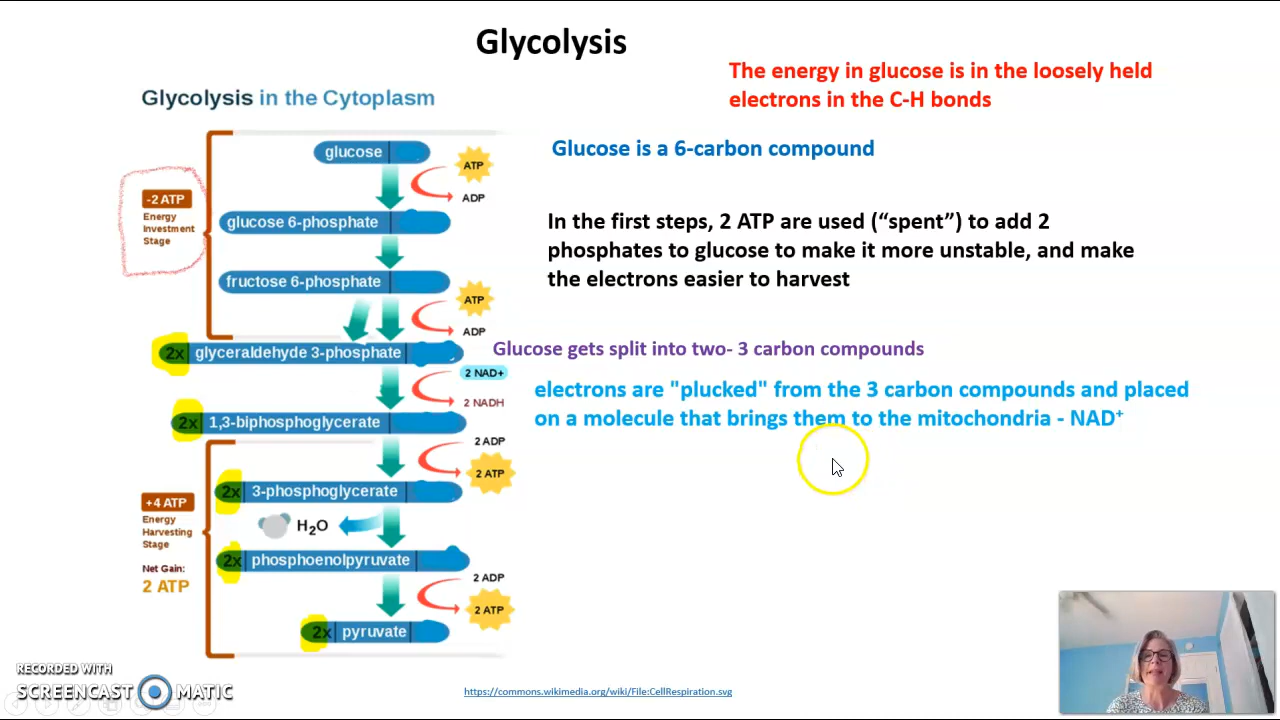 Glycolysis
The energy in glucose is in the loosely held
electrons in the C-H bonds
Glycolysis in the Cytoplasm
Glucose is a 6-carbon compound
glucose
ATP
ADP
-2 ATP
Energy
Investment
Stage
glucose 6-phosphate
In the first steps, 2 ATP are used (“spent”) to add 2
phosphates to glucose to make it more unstable, and make
the electrons easier to harvest
fructose 6-phosphate
ATP
ADP
2x glyceraldehyde 3-phosphate
Glucose gets split into two- 3 carbon compounds
2 NAD+
2 NADH
electrons are "plucked" from the 3 carbon compounds and placed
on a molecule that brings them to the mitochondria - NAD⁺
2x 1,3-biphosphoglycerate
2 ADP
2 ATP
2x 3-phosphoglycerate
+4 ATP
Energy
Harvesting
Stage
Net Gain:
2 ATP
H₂O
2x phosphoenolpyruvate
2 ADP
2 ATP
2x pyruvate
RECORDED WITH
SCREENCAST MATIC
https://commons.wikimedia.org/wiki/File:CellRespiration.svg